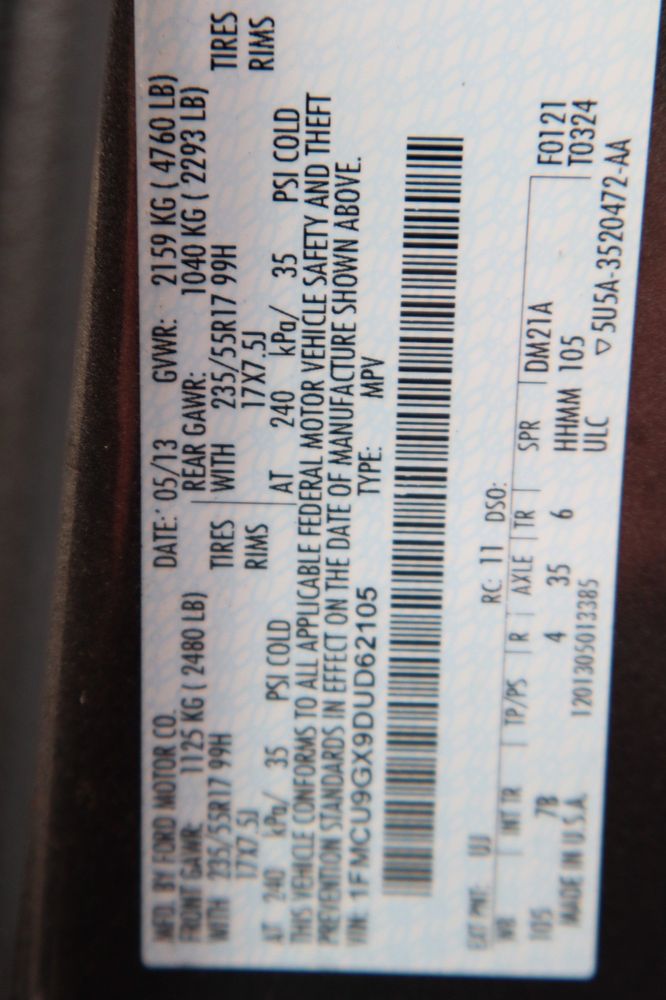 MFD. BY FORD MOTOR CO. DATE: 05/13 GVWR: 2159 KG ( 4760 LB)
FRONT GAWR: 1125 KG ( 2480 LB) REAR GAWR: 1040 KG ( 2293 LB)
WITH 235/55R17 99H TIRES WITH 235/55R17 99H TIRES
17X7.5J RIMS 17X7.5J RIMS
AT 240 kPa/ 35 PSI COLD AT 240 kPa/ 35 PSI COLD
THIS VEHICLE CONFORMS TO ALL APPLICABLE FEDERAL MOTOR VEHICLE SAFETY AND THEFT
PREVENTION STANDARDS IN EFFECT ON THE DATE OF MANUFACTURE SHOWN ABOVE.
VIN: 1FMCU9GX9DUD62105 TYPE: MPV
EXT PNT: UJ RC: 11 DSO: F0121
WB INT TR TP/PS R AXLE TR SPR DM21A T0324
105 7B 4 35 6 HHMM 105
MADE IN U.S.A. 1201305013385 ULC ▽5U5A-3520472-AA